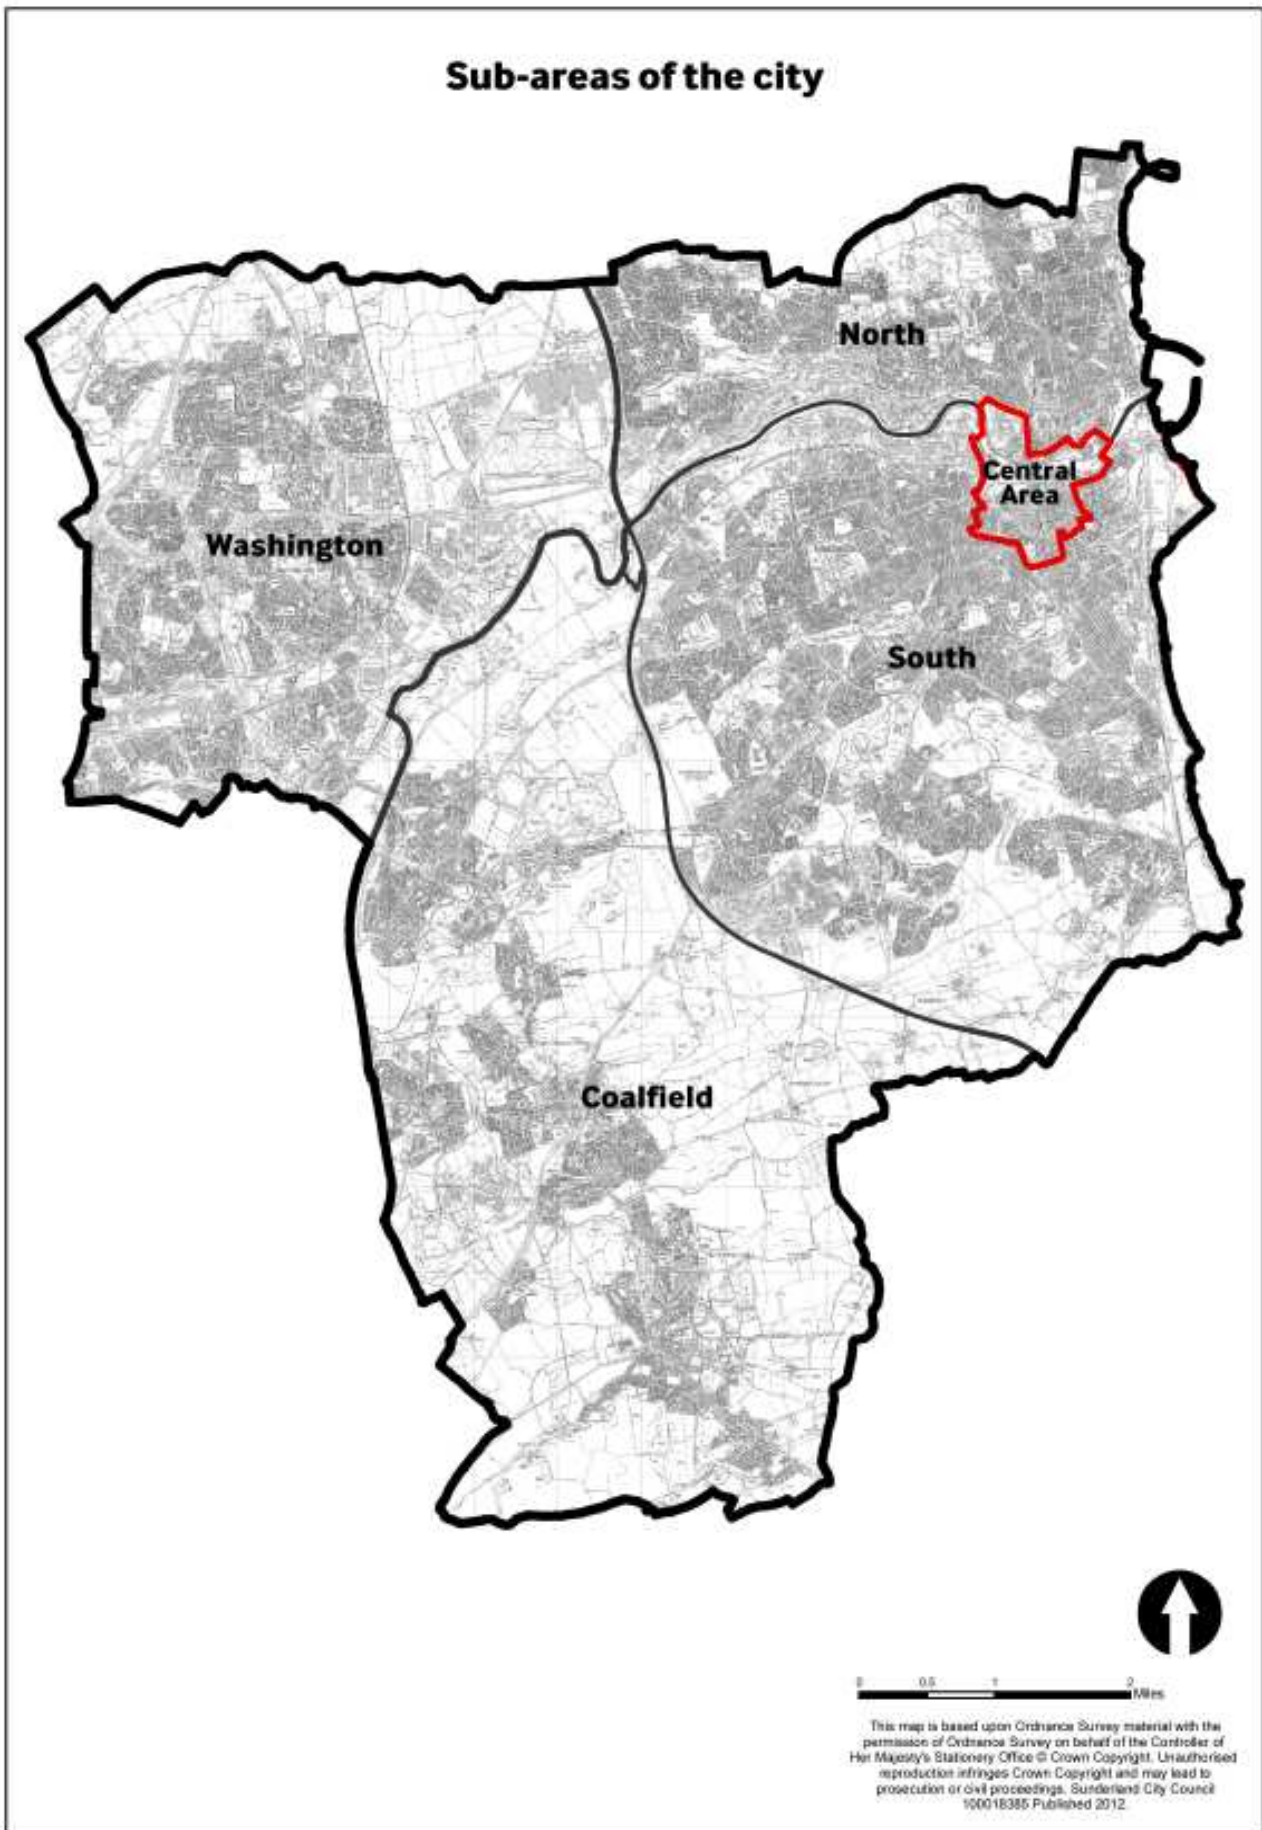 Sub-areas of the city
North
Central
Area
Washington
South
Coalfield
0 0.5 1 2
Miles
This map is based upon Ordnance Survey material with the
permission of Ordnance Survey on behalf of the Controller of
Her Majesty's Stationery Office © Crown Copyright. Unauthorised
reproduction infringes Crown Copyright and may lead to
prosecution or civil proceedings. Sunderland City Council
100018385 Published 2012.